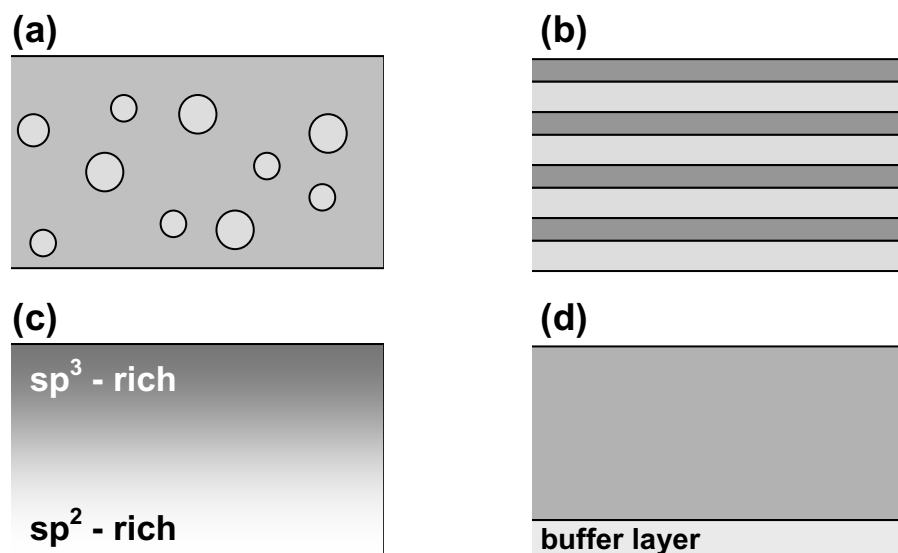 (a)
(b)
(c)
(d)
sp³ - rich
sp² - rich
buffer layer